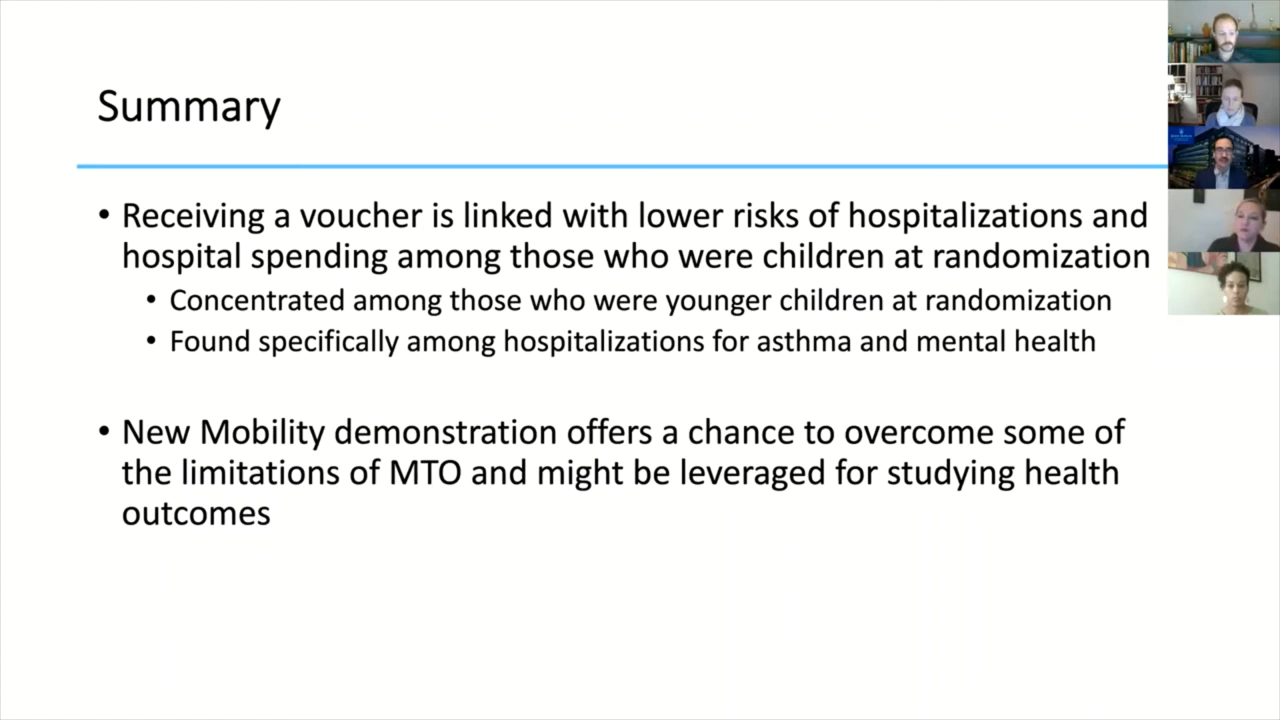 Summary
• Receiving a voucher is linked with lower risks of hospitalizations and
hospital spending among those who were children at randomization
• Concentrated among those who were younger children at randomization
• Found specifically among hospitalizations for asthma and mental health
• New Mobility demonstration offers a chance to overcome some of
the limitations of MTO and might be leveraged for studying health
outcomes